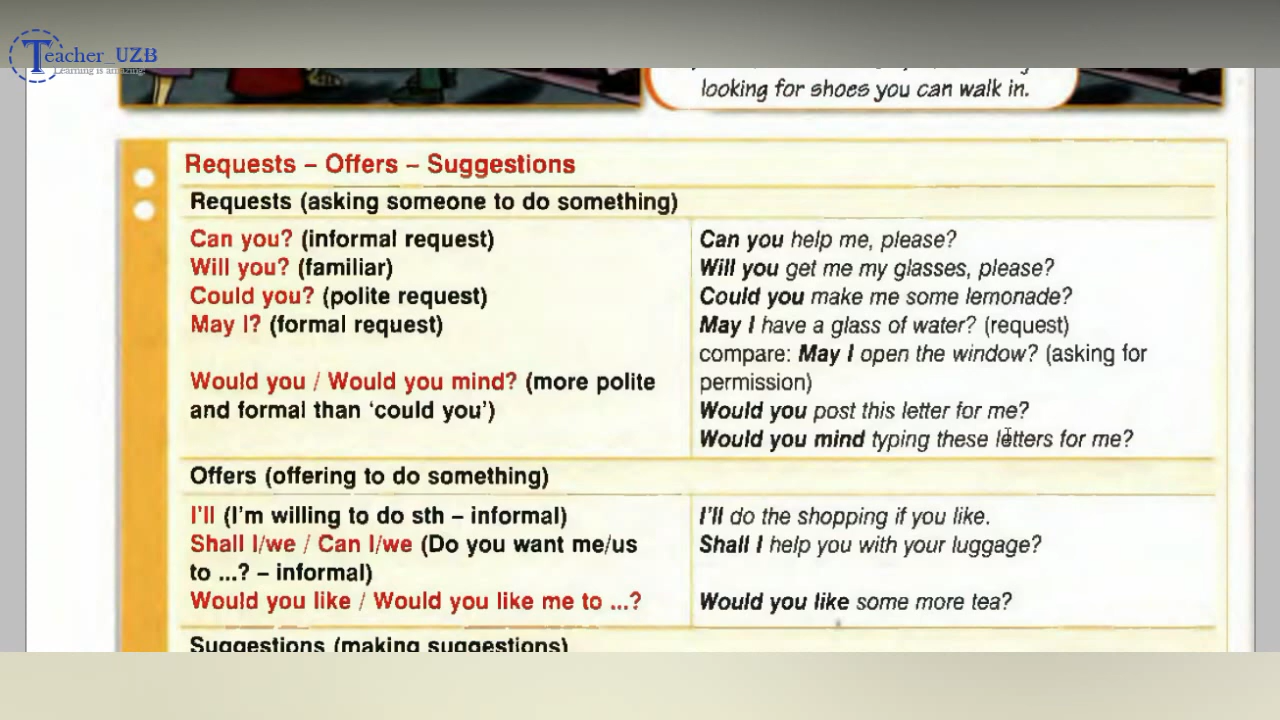 Teacher_UZB
Learning is amazing
looking for shoes you can walk in.
Requests – Offers – Suggestions
Requests (asking someone to do something)
Can you? (informal request)
Will you? (familiar)
Could you? (polite request)
May I? (formal request)
Would you / Would you mind? (more polite
and formal than ‘could you’)
Can you help me, please?
Will you get me my glasses, please?
Could you make me some lemonade?
May I have a glass of water? (request)
compare: May I open the window? (asking for
permission)
Would you post this letter for me?
Would you mind typing these letters for me?
Offers (offering to do something)
I’ll (I’m willing to do sth – informal)
Shall I/we / Can I/we (Do you want me/us
to ...? – informal)
Would you like / Would you like me to ...?
I’ll do the shopping if you like.
Shall I help you with your luggage?
Would you like some more tea?
Suggestions (making suggestions)